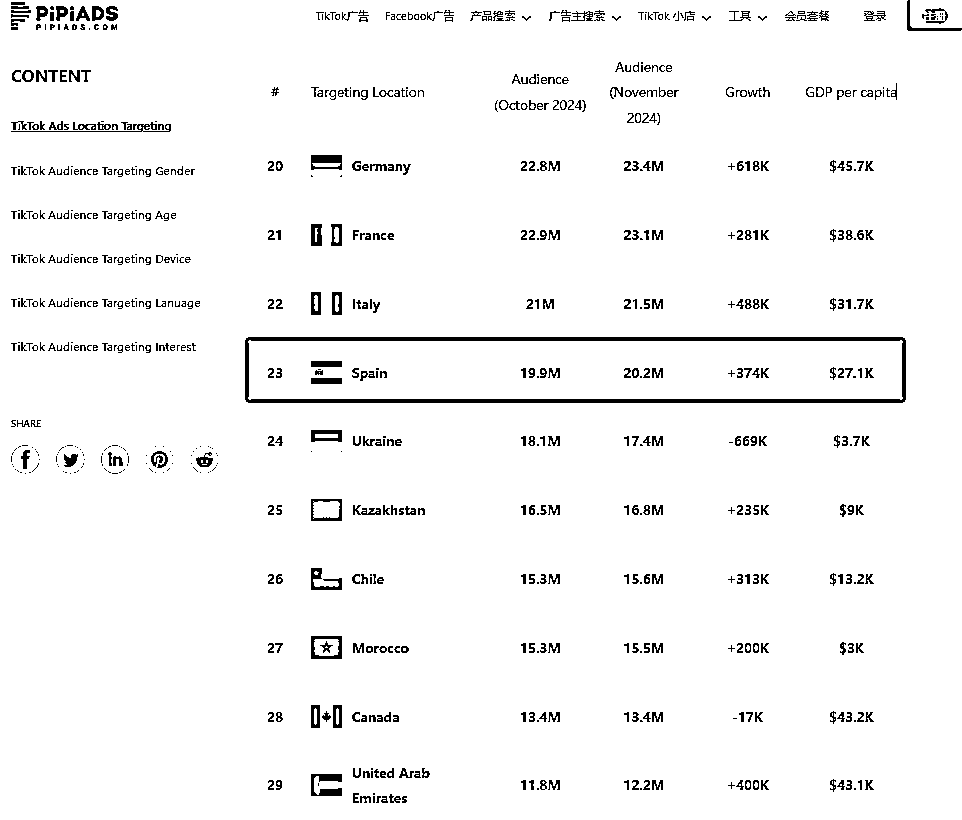 PiPiADS
PIPIADS.COM
TikTok广告 Facebook广告 产品搜索 广告主搜索 TikTok 小店 工具 会员套餐 登录 注册
CONTENT
TikTok Ads Location Targeting
TikTok Audience Targeting Gender
TikTok Audience Targeting Age
TikTok Audience Targeting Device
TikTok Audience Targeting Lanuage
TikTok Audience Targeting Interest
SHARE
# Targeting Location Audience (October 2024) Audience (November 2024) Growth GDP per capita
20 Germany 22.8M 23.4M +618K $45.7K
21 France 22.9M 23.1M +281K $38.6K
22 Italy 21M 21.5M +488K $31.7K
23 Spain 19.9M 20.2M +374K $27.1K
24 Ukraine 18.1M 17.4M -669K $3.7K
25 Kazakhstan 16.5M 16.8M +235K $9K
26 Chile 15.3M 15.6M +313K $13.2K
27 Morocco 15.3M 15.5M +200K $3K
28 Canada 13.4M 13.4M -17K $43.2K
29 United Arab Emirates 11.8M 12.2M +400K $43.1K